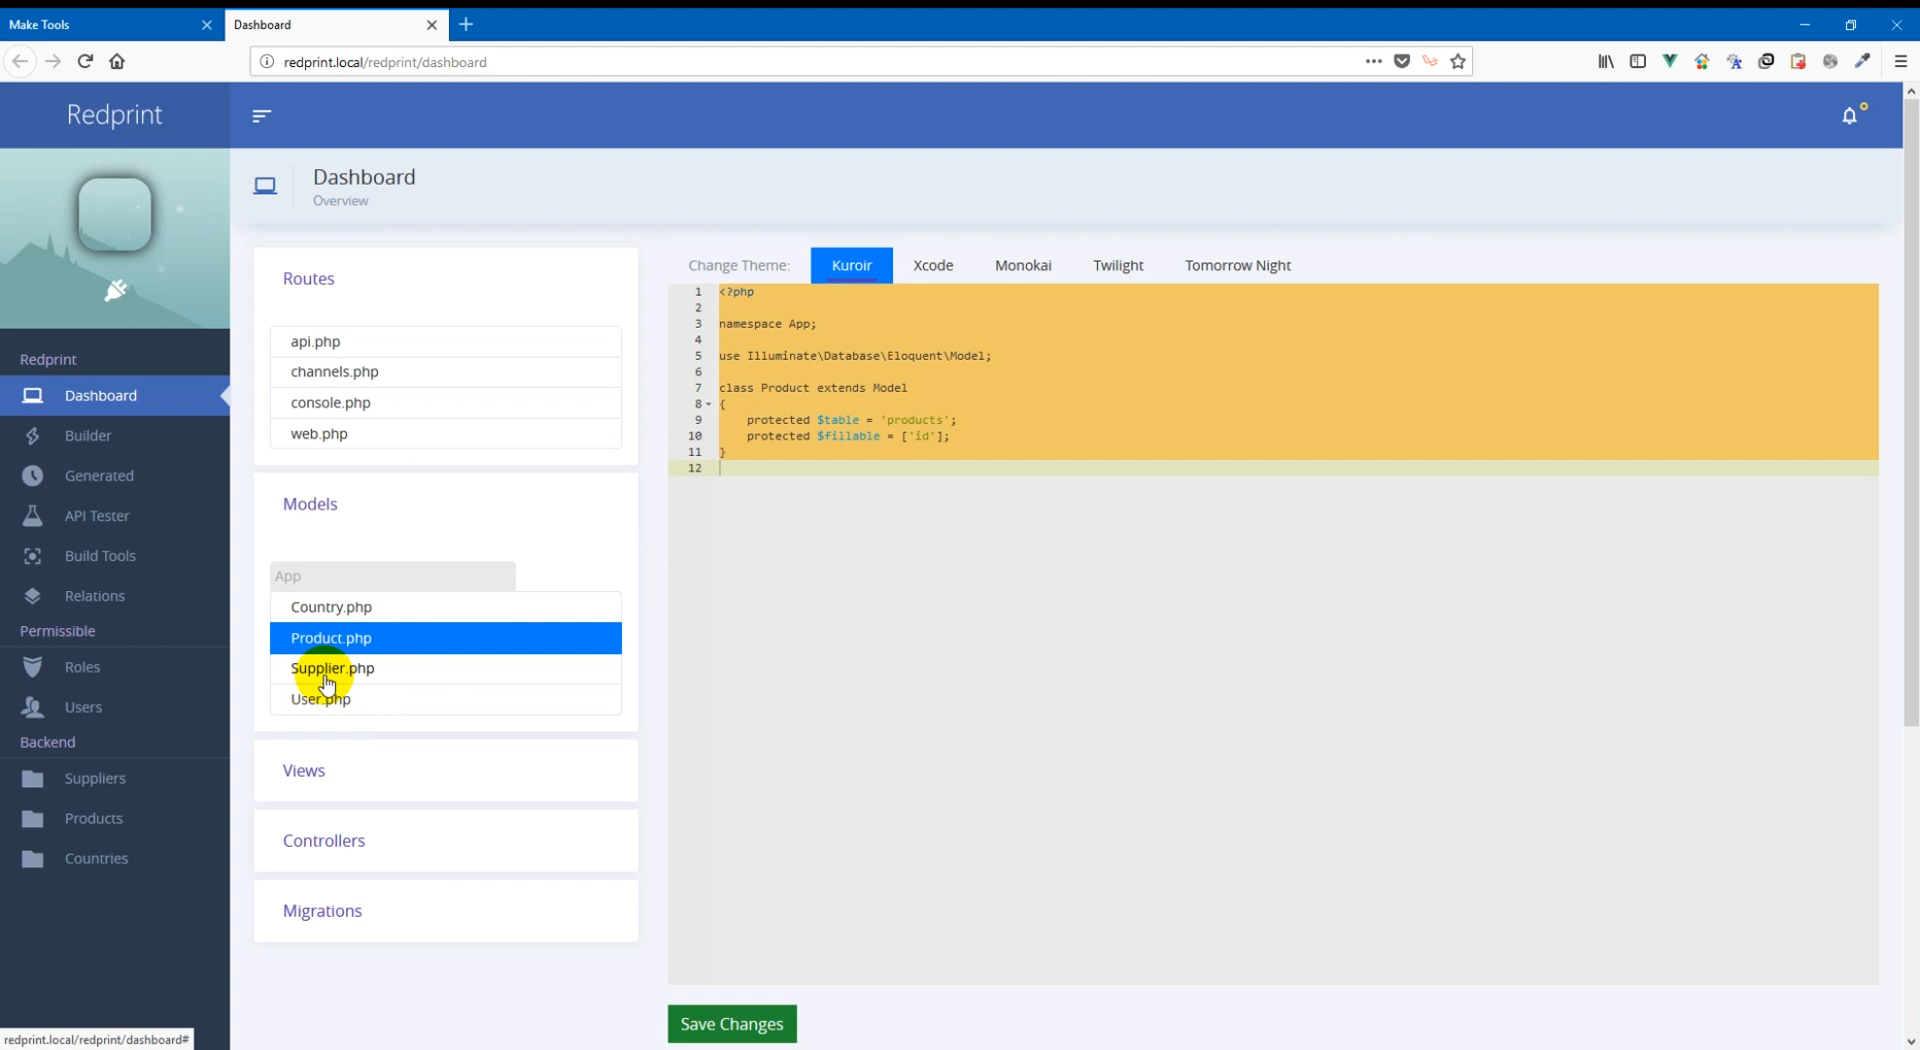 Make Tools
Dashboard
redprint.local/redprint/dashboard
Redprint
Dashboard
Overview
Redprint
Dashboard
Builder
Generated
API Tester
Build Tools
Relations
Permissible
Roles
Users
Backend
Suppliers
Products
Countries
Routes
api.php
channels.php
console.php
web.php
Models
App
Country.php
Product.php
Supplier.php
User.php
Views
Controllers
Migrations
Change Theme: Kuroir Xcode Monokai Twilight Tomorrow Night
1 <?php
2
3 namespace App;
4
5 use Illuminate\Database\Eloquent\Model;
6
7 class Product extends Model
8 {
9 protected $table = 'products';
10 protected $fillable = ['id'];
11 }
12
Save Changes
redprint.local/redprint/dashboard#